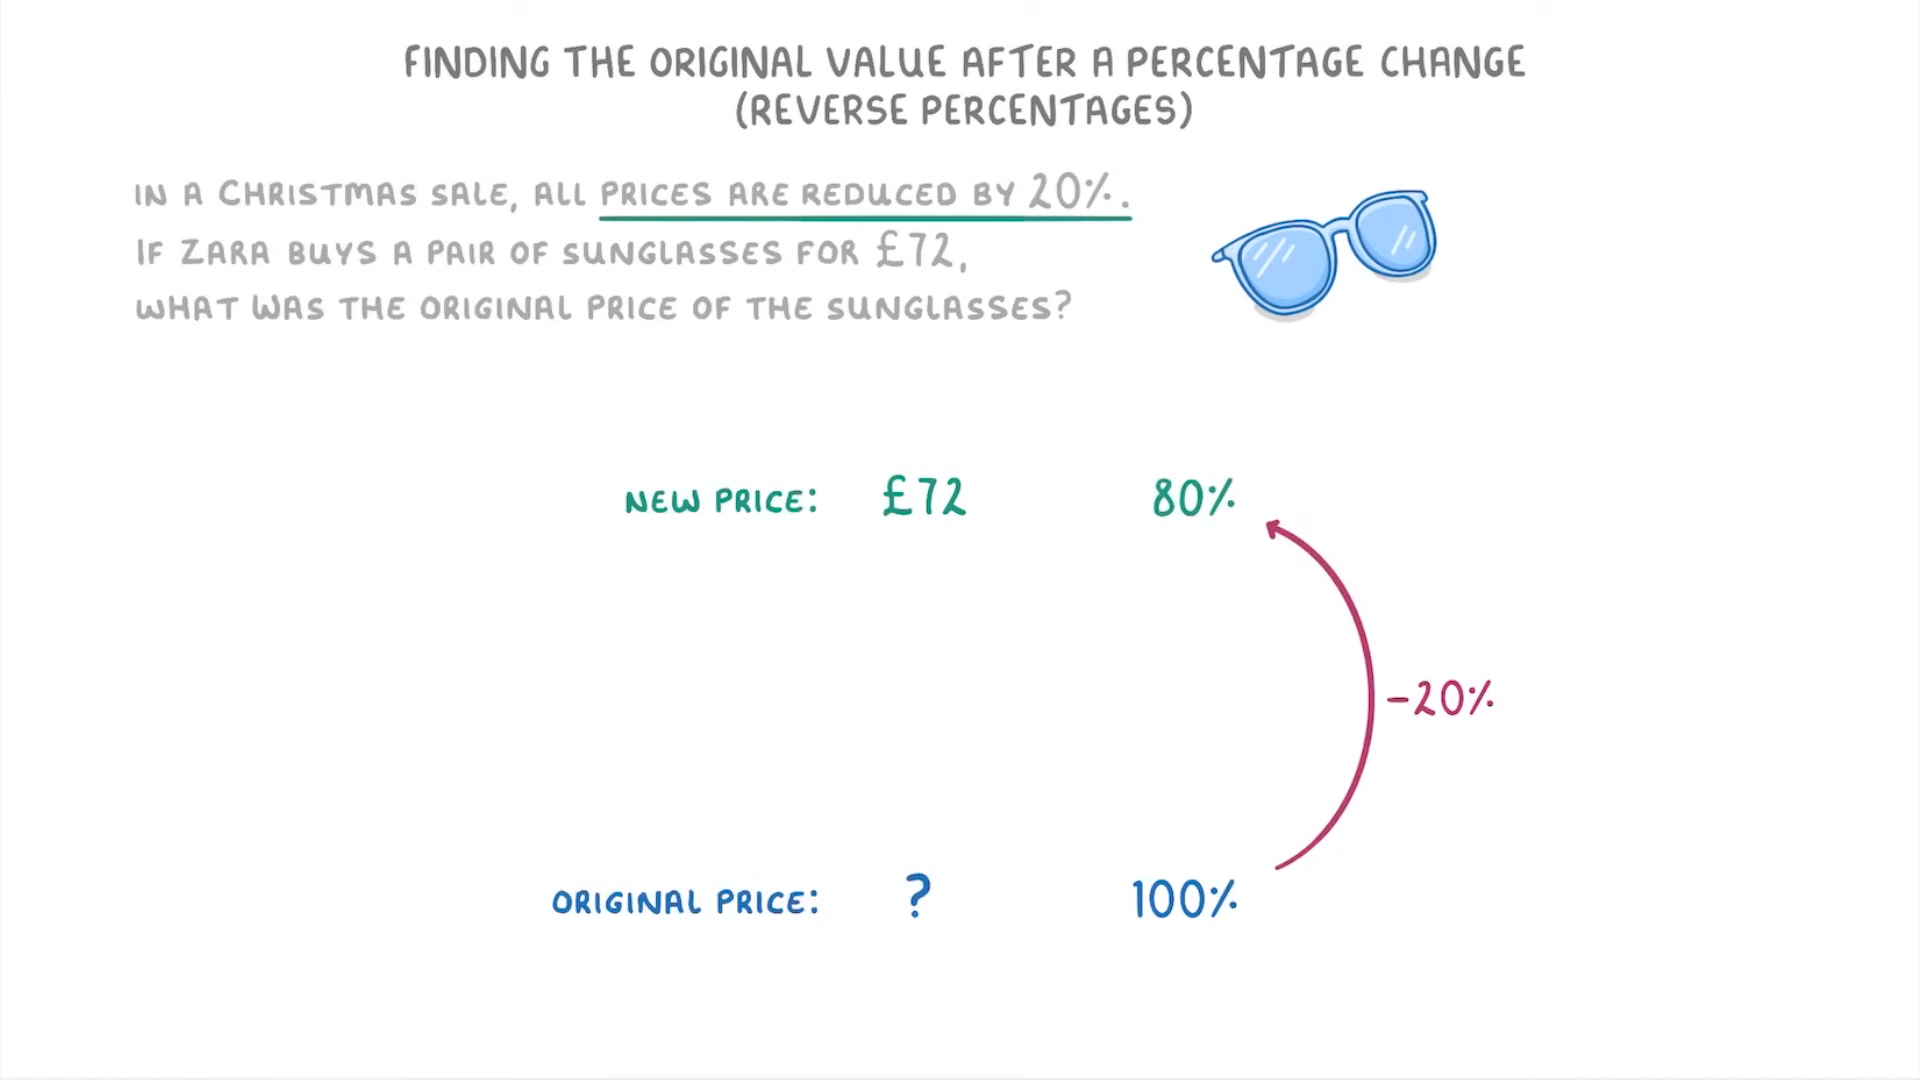 FINDING THE ORIGINAL VALUE AFTER A PERCENTAGE CHANGE
(REVERSE PERCENTAGES)
IN A CHRISTMAS SALE, ALL PRICES ARE REDUCED BY 20%.
IF ZARA BUYS A PAIR OF SUNGLASSES FOR £72,
WHAT WAS THE ORIGINAL PRICE OF THE SUNGLASSES?
NEW PRICE: £72 80%
-20%
ORIGINAL PRICE: ? 100%